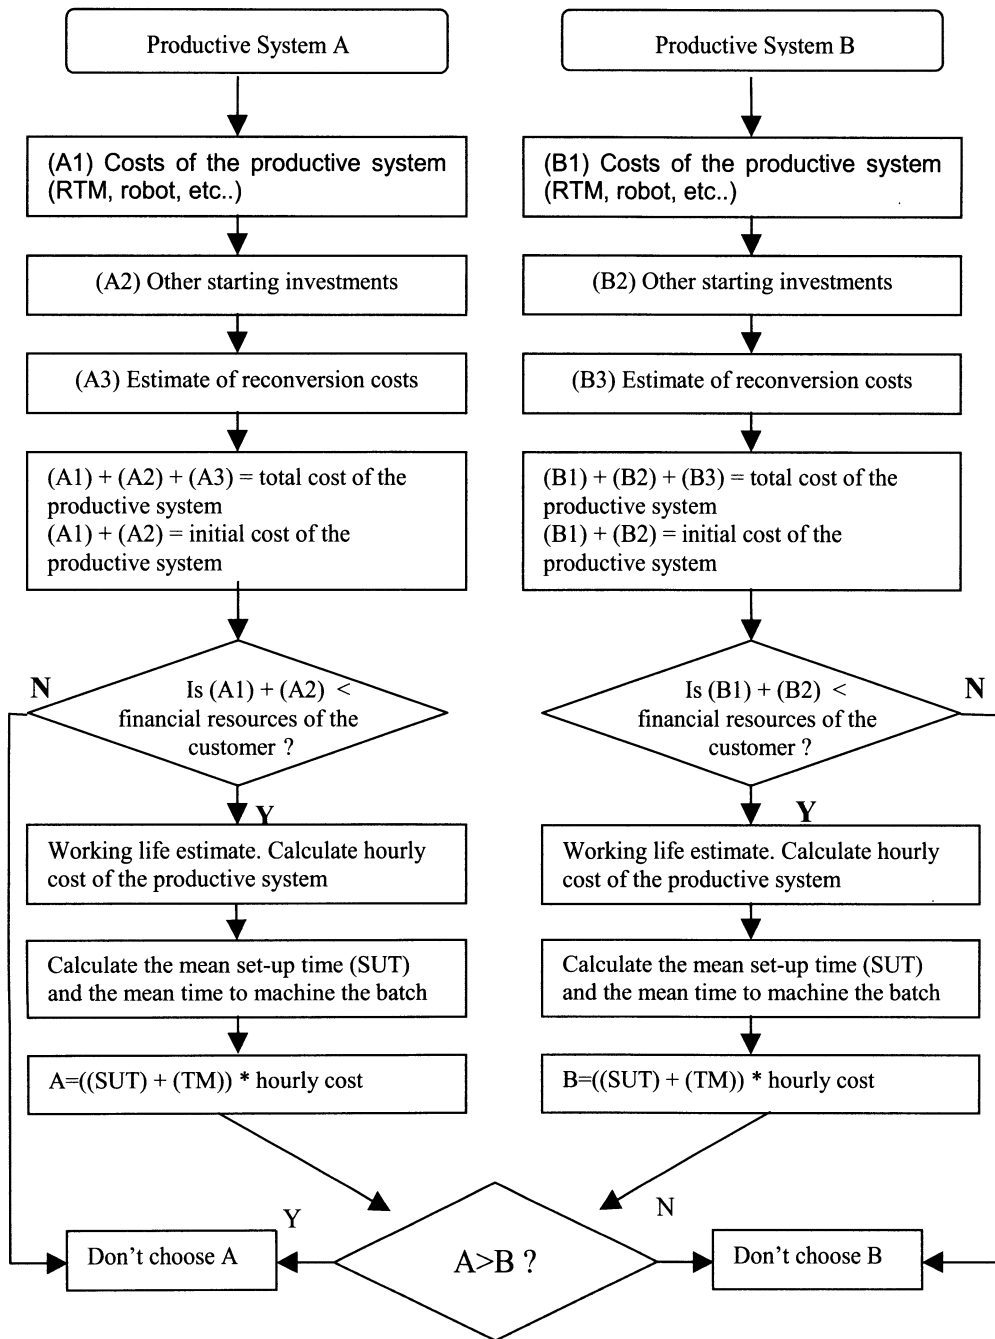 Productive System A
(A1) Costs of the productive system
(RTM, robot, etc..)
(A2) Other starting investments
(A3) Estimate of reconversion costs
(A1) + (A2) + (A3) = total cost of the
productive system
(A1) + (A2) = initial cost of the
productive system
N
Is (A1) + (A2) <
financial resources of the
customer ?
Y
Working life estimate. Calculate hourly
cost of the productive system
Calculate the mean set-up time (SUT)
and the mean time to machine the batch
A=((SUT) + (TM)) * hourly cost
Productive System B
(B1) Costs of the productive system
(RTM, robot, etc..)
(B2) Other starting investments
(B3) Estimate of reconversion costs
(B1) + (B2) + (B3) = total cost of the
productive system
(B1) + (B2) = initial cost of the
productive system
Is (B1) + (B2) <
financial resources of the
customer ?
N
Y
Working life estimate. Calculate hourly
cost of the productive system
Calculate the mean set-up time (SUT)
and the mean time to machine the batch
B=((SUT) + (TM)) * hourly cost
Y
N
Don't choose A
A>B ?
Don't choose B